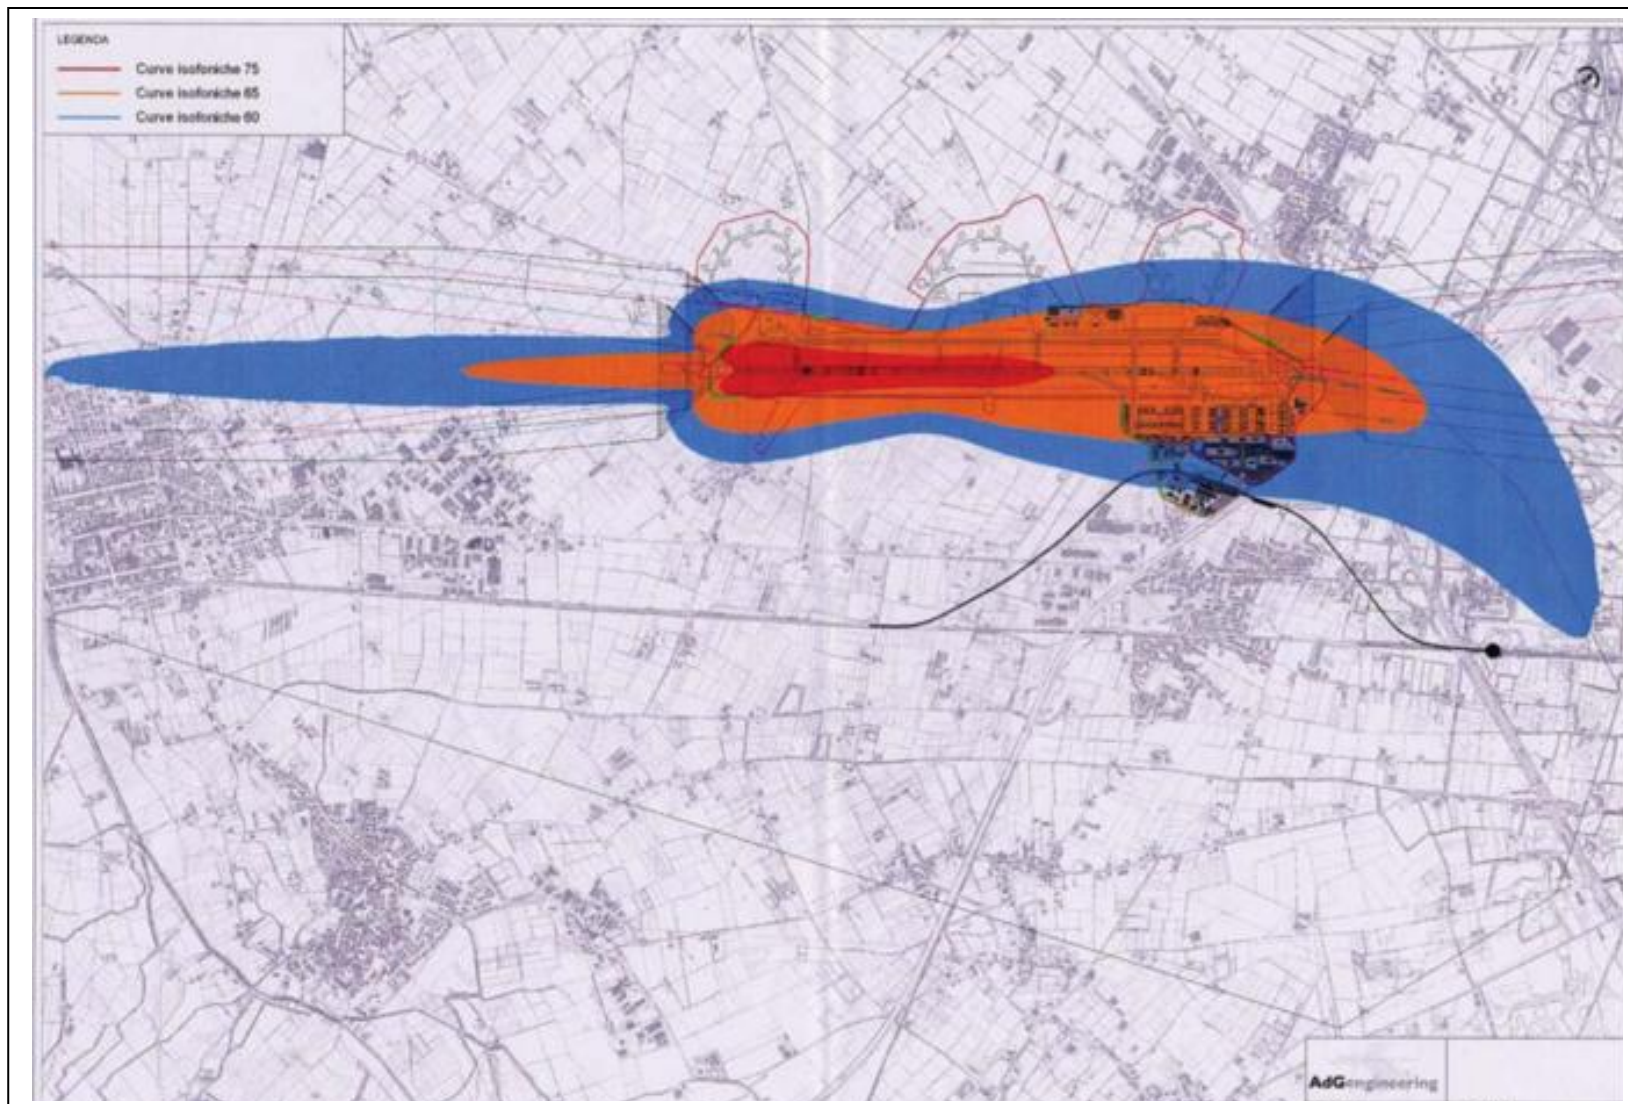 LEGENDA
Curve isofoniche 75
Curve isofoniche 65
Curve isofoniche 60
AdGengineering